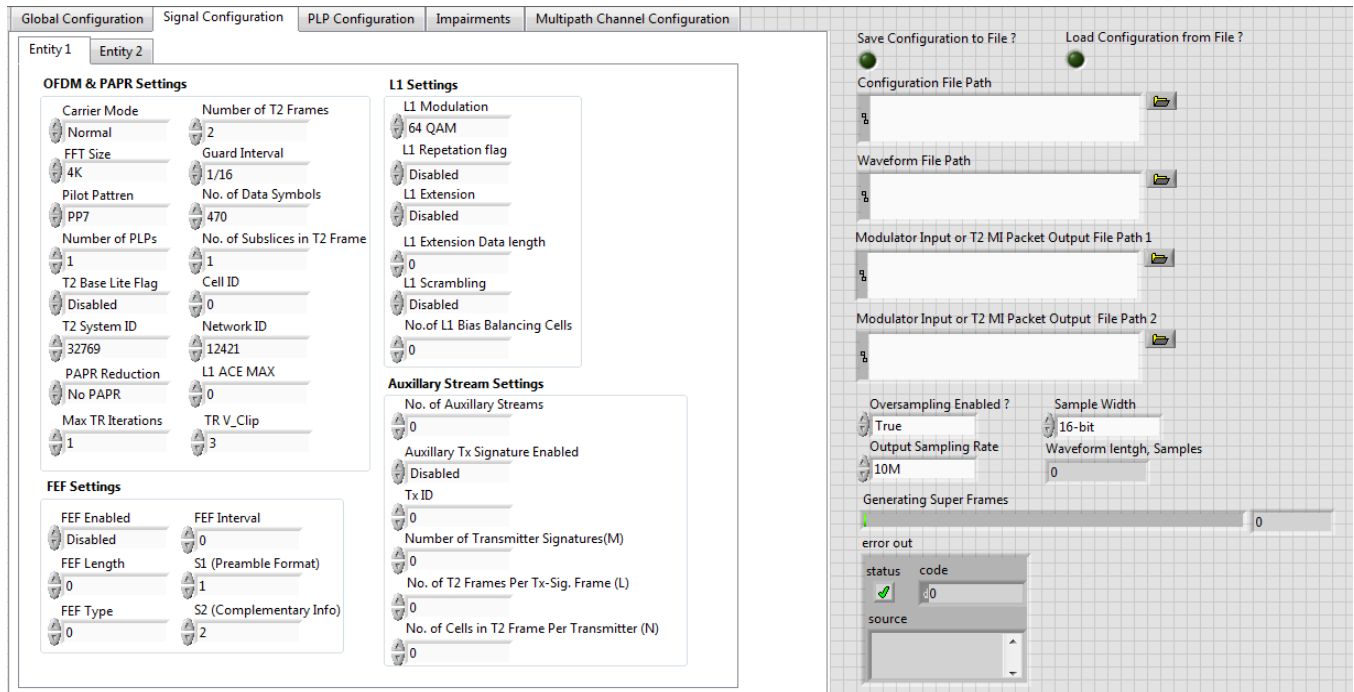 Global Configuration
Signal Configuration
PLP Configuration
Impairments
Multipath Channel Configuration
Entity 1
Entity 2
OFDM & PAPR Settings
Carrier Mode
Normal
Number of T2 Frames
2
FFT Size
4K
Guard Interval
1/16
Pilot Pattren
PP7
No. of Data Symbols
470
Number of PLPs
1
No. of Subslices in T2 Frame
1
T2 Base Lite Flag
Disabled
Cell ID
0
T2 System ID
32769
Network ID
12421
PAPR Reduction
No PAPR
L1 ACE MAX
0
Max TR Iterations
1
TR V_Clip
3
FEF Settings
FEF Enabled
Disabled
FEF Interval
0
FEF Length
0
S1 (Preamble Format)
1
FEF Type
0
S2 (Complementary Info)
2
L1 Settings
L1 Modulation
64 QAM
L1 Repetation flag
Disabled
L1 Extension
Disabled
L1 Extension Data length
0
L1 Scrambling
Disabled
No.of L1 Bias Balancing Cells
0
Auxillary Stream Settings
No. of Auxillary Streams
0
Auxillary Tx Signature Enabled
Disabled
Tx ID
0
Number of Transmitter Signatures(M)
0
No. of T2 Frames Per Tx-Sig. Frame (L)
0
No. of Cells in T2 Frame Per Transmitter (N)
0
Save Configuration to File ?
Load Configuration from File ?
Configuration File Path
Waveform File Path
Modulator Input or T2 MI Packet Output File Path 1
Modulator Input or T2 MI Packet Output File Path 2
Oversampling Enabled ?
True
Sample Width
16-bit
Output Sampling Rate
10M
Waveform lentgh, Samples
0
Generating Super Frames
0
error out
status
code
0
source